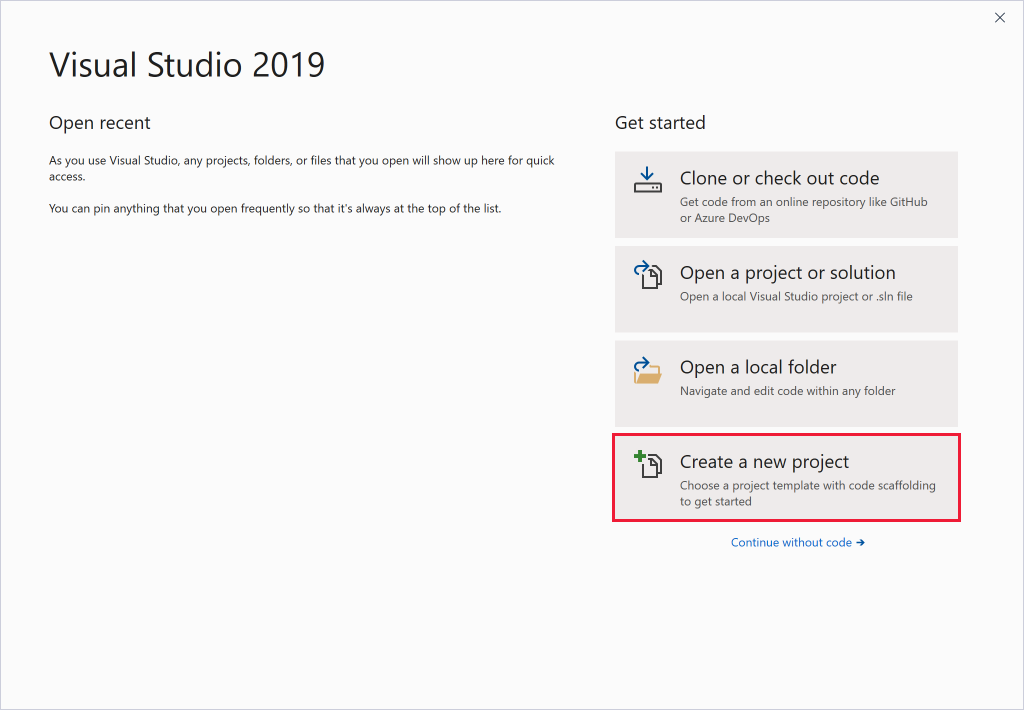 Visual Studio 2019
Open recent
As you use Visual Studio, any projects, folders, or files that you open will show up here for quick
access.
You can pin anything that you open frequently so that it's always at the top of the list.
Get started
Clone or check out code
Get code from an online repository like GitHub
or Azure DevOps
Open a project or solution
Open a local Visual Studio project or .sln file
Open a local folder
Navigate and edit code within any folder
Create a new project
Choose a project template with code scaffolding
to get started
Continue without code →